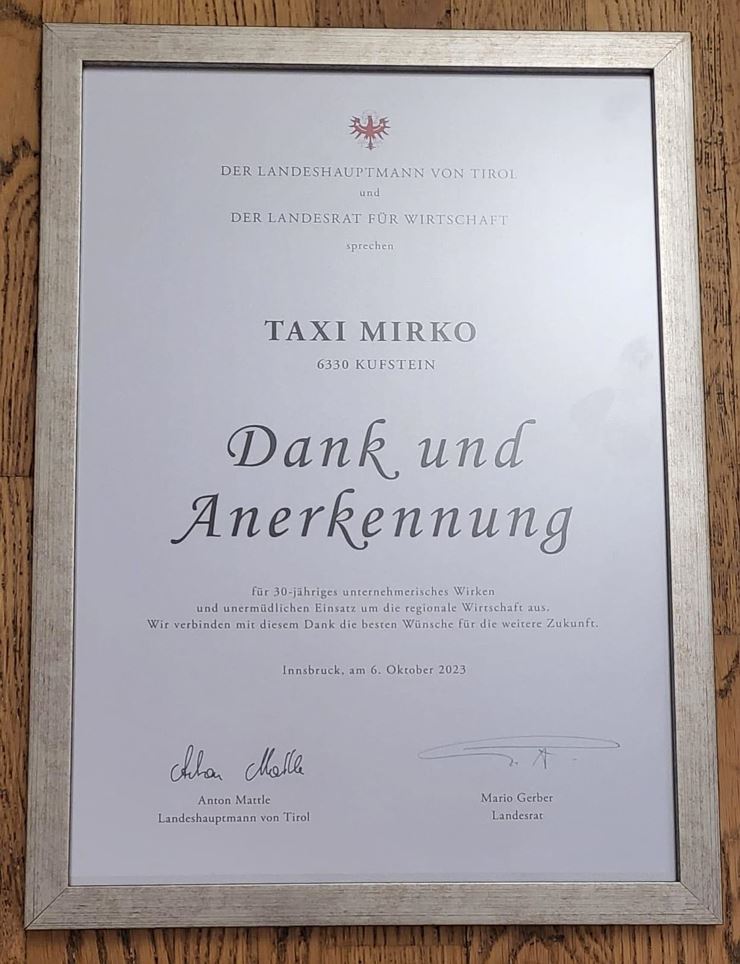 DER LANDESHAUPTMANN VON TIROL
und
DER LANDESRAT FÜR WIRTSCHAFT
sprechen
TAXI MIRKO
6330 KUFSTEIN
Dank und
Anerkennung
für 30-jähriges unternehmerisches Wirken
und unermüdlichen Einsatz um die regionale Wirtschaft aus.
Wir verbinden mit diesem Dank die besten Wünsche für die weitere Zukunft.
Innsbruck, am 6. Oktober 2023
Anton Mattle
Anton Mattle
Landeshauptmann von Tirol
Mario Gerber
Landesrat